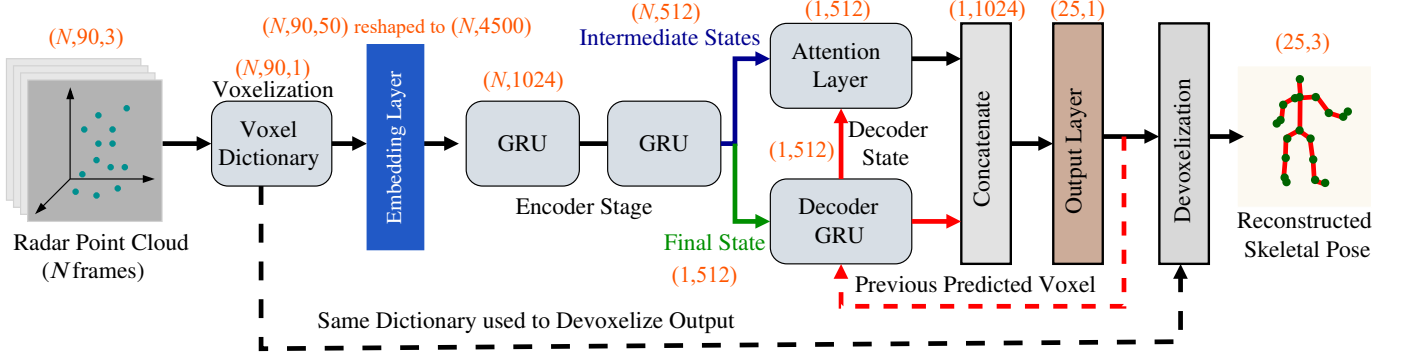 (N,90,3)
Radar Point Cloud
(N frames)
(N,90,1)
Voxelization
Voxel
Dictionary
(N,90,50) reshaped to (N,4500)
Embedding Layer
(N,1024)
GRU
GRU
Encoder Stage
(N,512)
Intermediate States
Final State
(1,512)
(1,512)
Attention
Layer
Decoder
State
(1,512)
Decoder
GRU
(1,1024)
Concatenate
(25,1)
Output Layer
Previous Predicted Voxel
Devoxelization
(25,3)
Reconstructed
Skeletal Pose
Same Dictionary used to Devoxelize Output